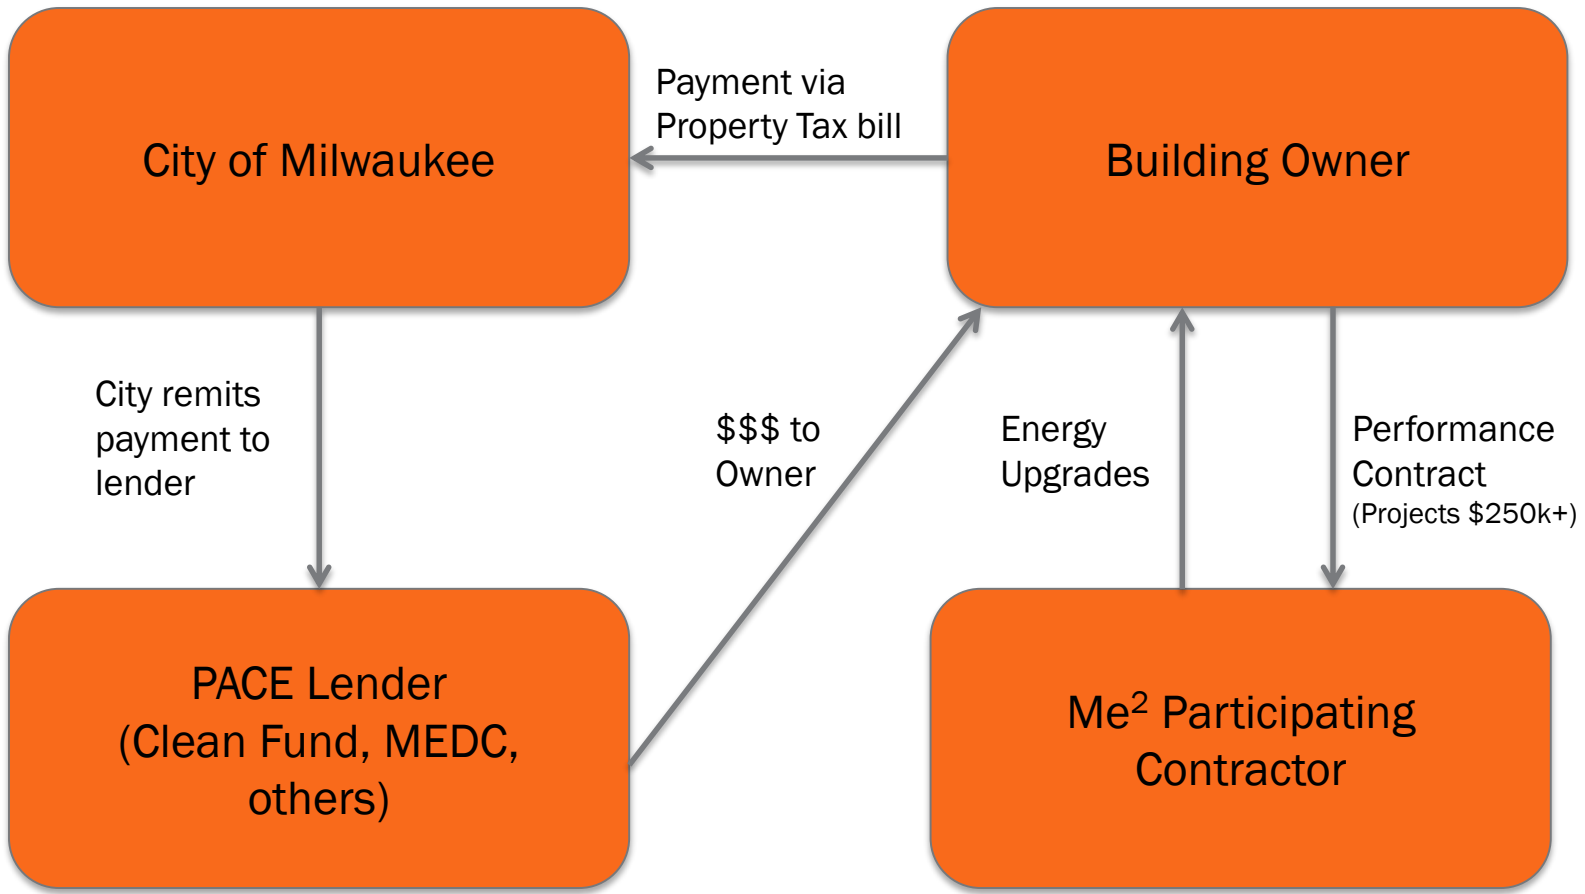 City of Milwaukee
Payment via
Property Tax bill
Building Owner
City remits
payment to
lender
$$$ to
Owner
Energy
Upgrades
Performance
Contract
(Projects $250k+)
PACE Lender
(Clean Fund, MEDC,
others)
Me² Participating
Contractor